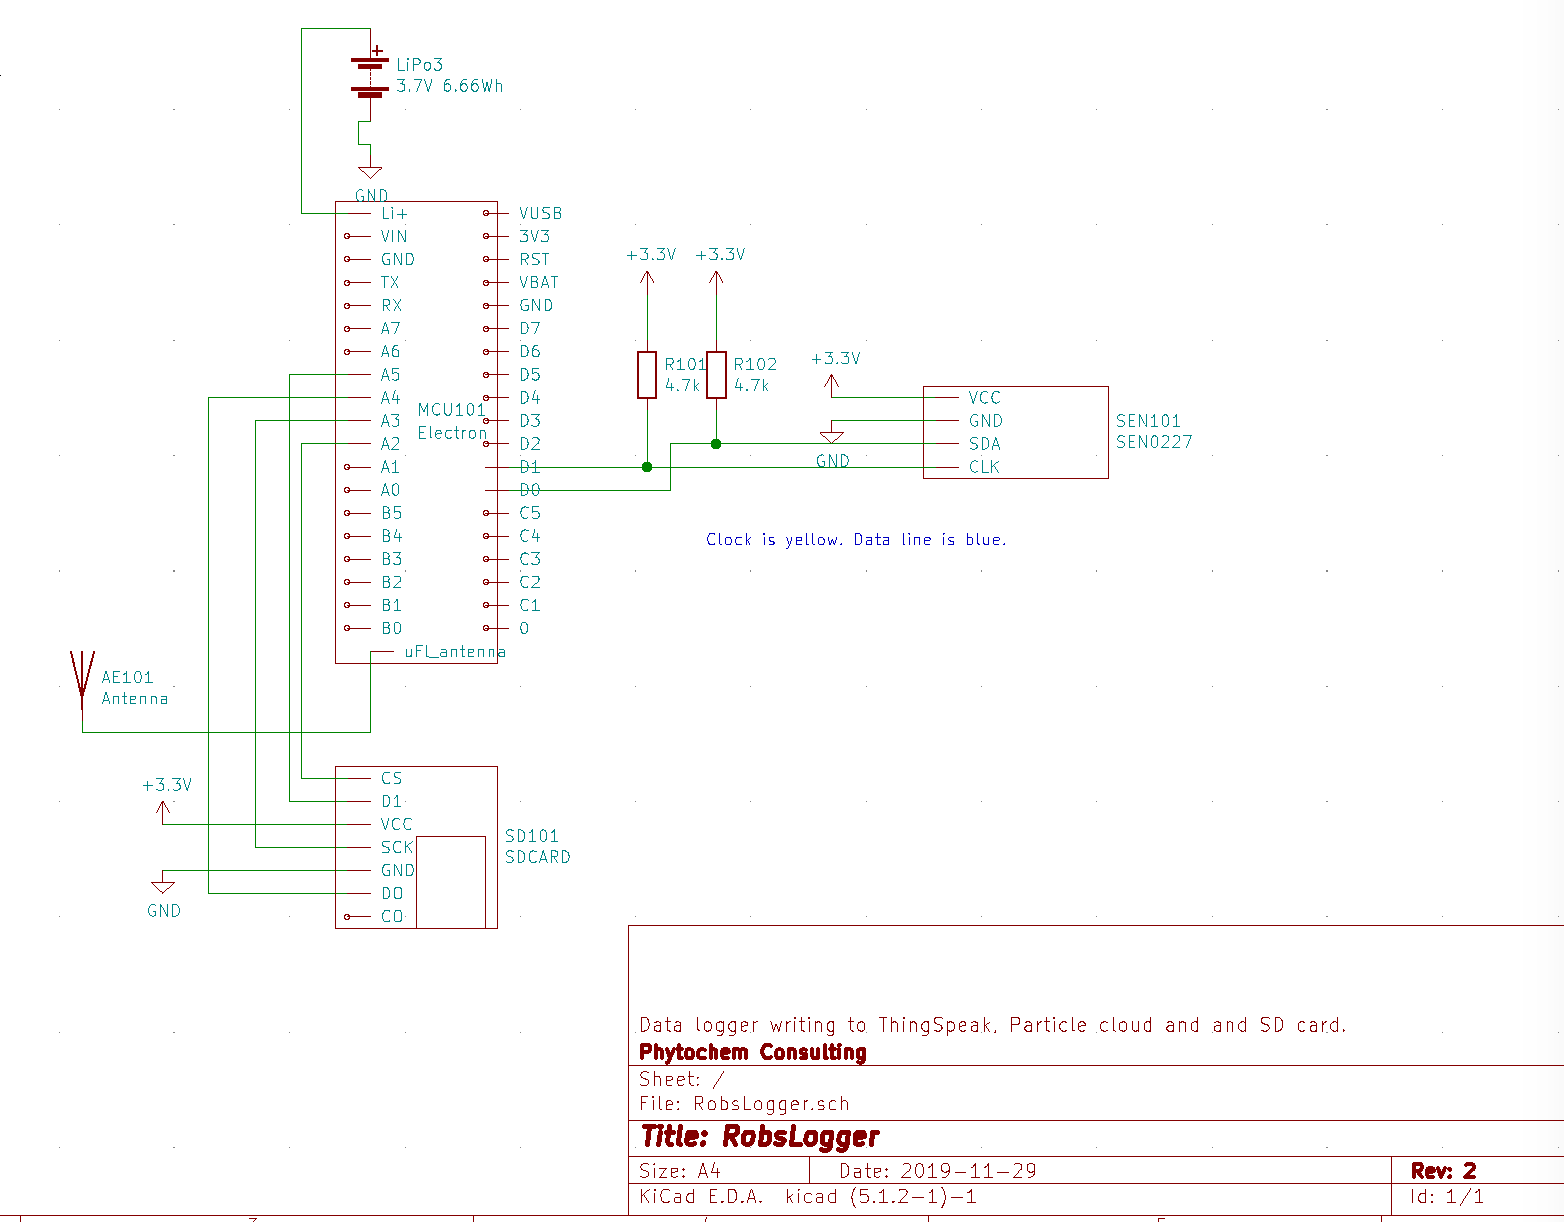 +
LiPo3
3.7V 6.66Wh
GND
Li+
VIN
GND
TX
RX
A7
A6
A5
A4
A3
A2
A1
A0
B5
B4
B3
B2
B1
B0
MCU101
Electron
VUSB
3V3
RST
VBAT
GND
D7
D6
D5
D4
D3
D2
D1
D0
C5
C4
C3
C2
C1
0
uFl_antenna
+3.3V +3.3V
R101 R102
4.7k 4.7k
+3.3V
GND
VCC
GND
SDA
CLK
SEN101
SEN0227
Clock is yellow. Data line is blue.
AE101
Antenna
+3.3V
GND
CS
D1
VCC
SCK
GND
DO
CO
SD101
SDCARD
Data logger writing to ThingSpeak, Particle cloud and and SD card.
Phytochem Consulting
Sheet: /
File: RobsLogger.sch
Title: RobsLogger
Size: A4 Date: 2019-11-29 Rev: 2
KiCad E.D.A. kicad (5.1.2-1)-1 Id: 1/1